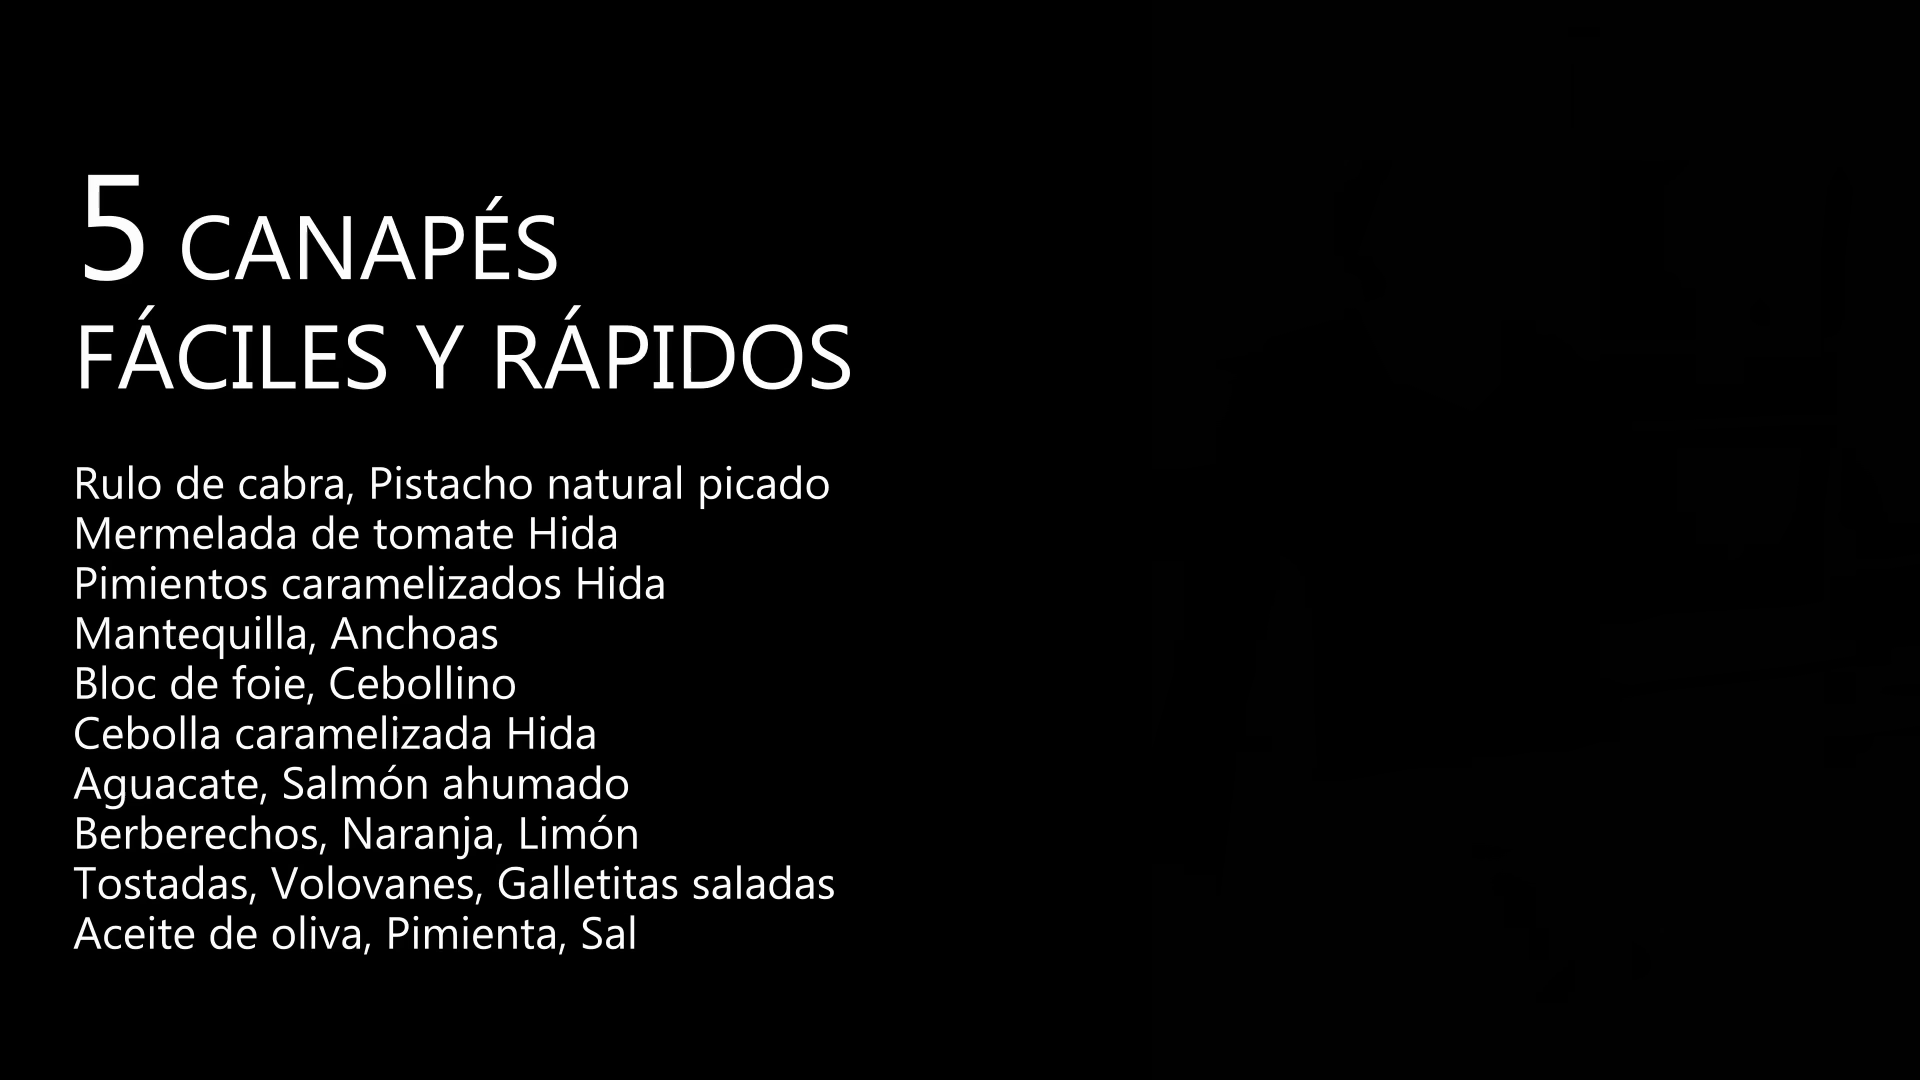 5 CANAPÉS
FÁCILES Y RÁPIDOS
Rulo de cabra, Pistacho natural picado
Mermelada de tomate Hida
Pimientos caramelizados Hida
Mantequilla, Anchoas
Bloc de foie, Cebollino
Cebolla caramelizada Hida
Aguacate, Salmón ahumado
Berberechos, Naranja, Limón
Tostadas, Volovanes, Galletitas saladas
Aceite de oliva, Pimienta, Sal